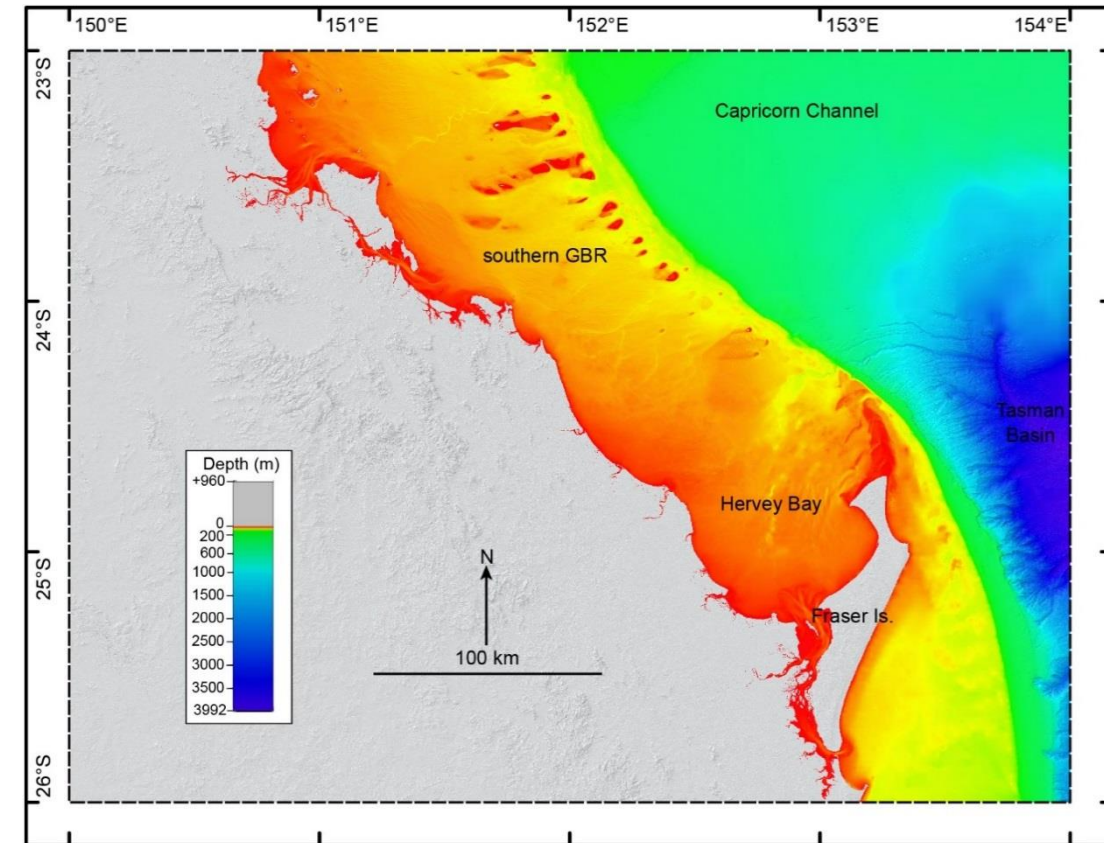 150°E
151°E
152°E
153°E
154°E
23°S
Capricorn Channel
southern GBR
24°S
Tasman
Basin
Depth (m)
+960
0
200
600
1000
1500
2000
2500
3000
3500
3992
Hervey Bay
N
25°S
Fraser Is.
100 km
26°S